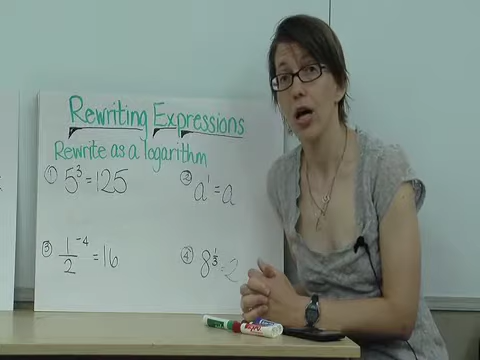 Rewriting Expressions
Rewrite as a logarithm
① 5³ = 125
② a¹ = a
③ 1/2⁻⁴ = 16
④ 8^(1/3) = 2